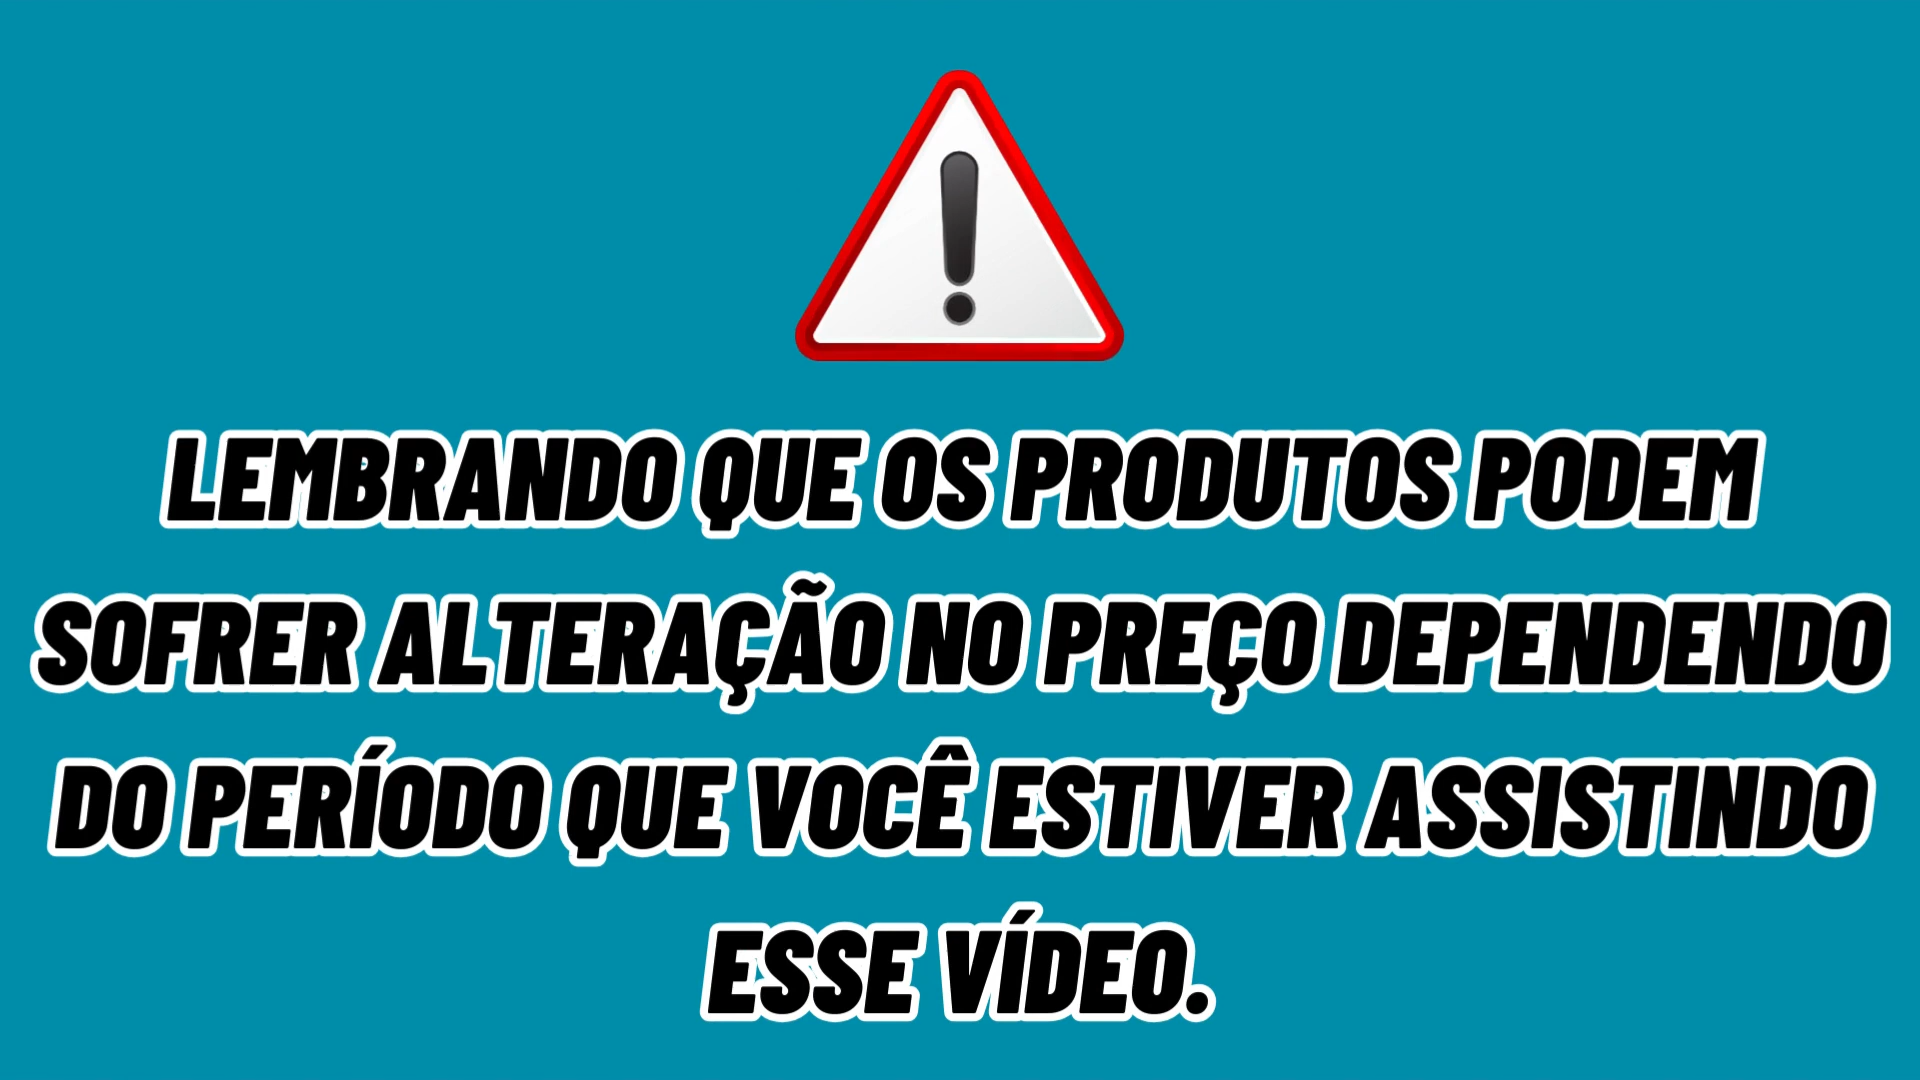 LEMBRANDO QUE OS PRODUTOS PODEM
SOFRER ALTERAÇÃO NO PREÇO DEPENDENDO
DO PERÍODO QUE VOCÊ ESTIVER ASSISTINDO
ESSE VÍDEO.